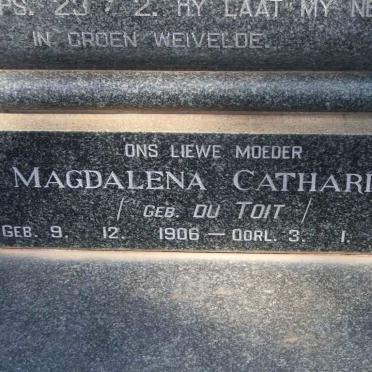 PS. 23 : 2. HY LAAT MY NE
IN GROEN WEIVELDE.
ONS LIEWE MOEDER
MAGDALENA CATHARI
/ GEB. DU TOIT /
GEB. 9. 12. 1906 — OORL. 3. 1.